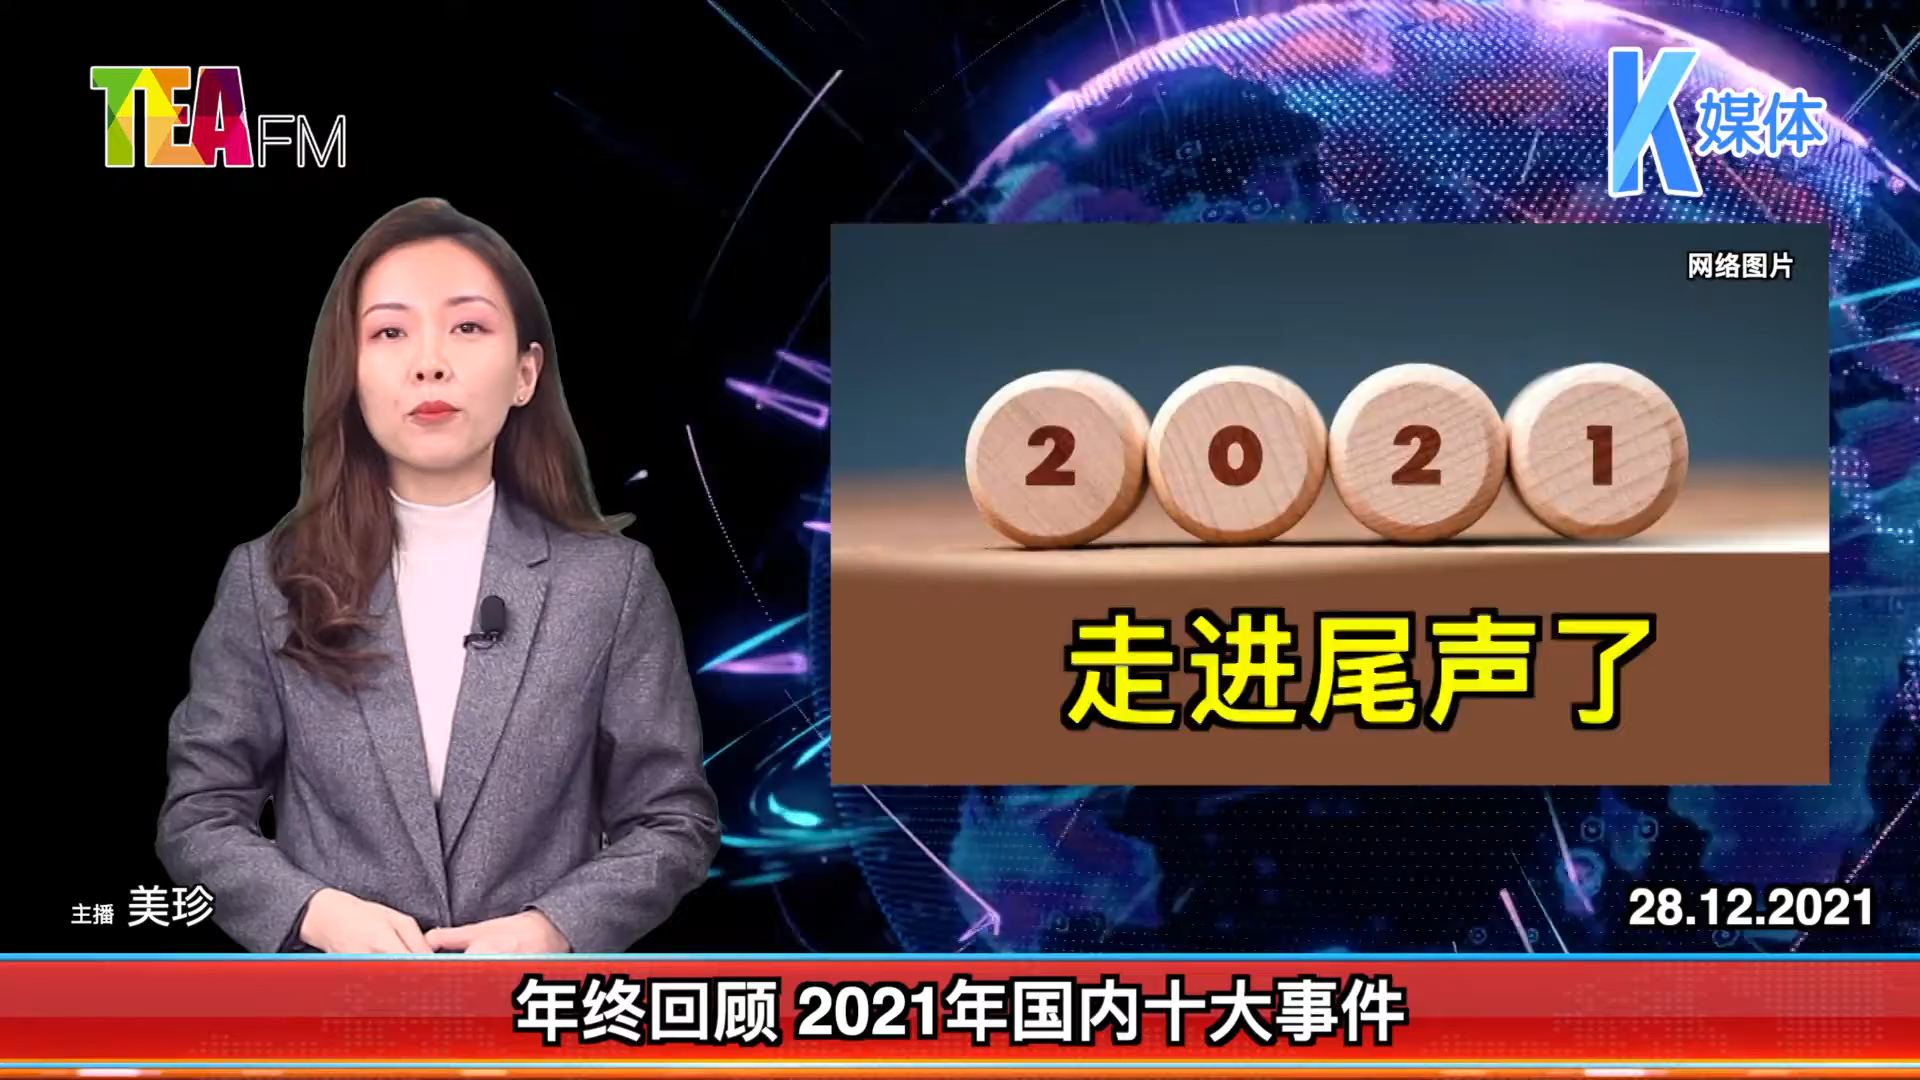 TEA FM
K 媒体
网络图片
2 0 2 1
走进尾声了
主播 美珍
28.12.2021
年终回顾 2021年国内十大事件